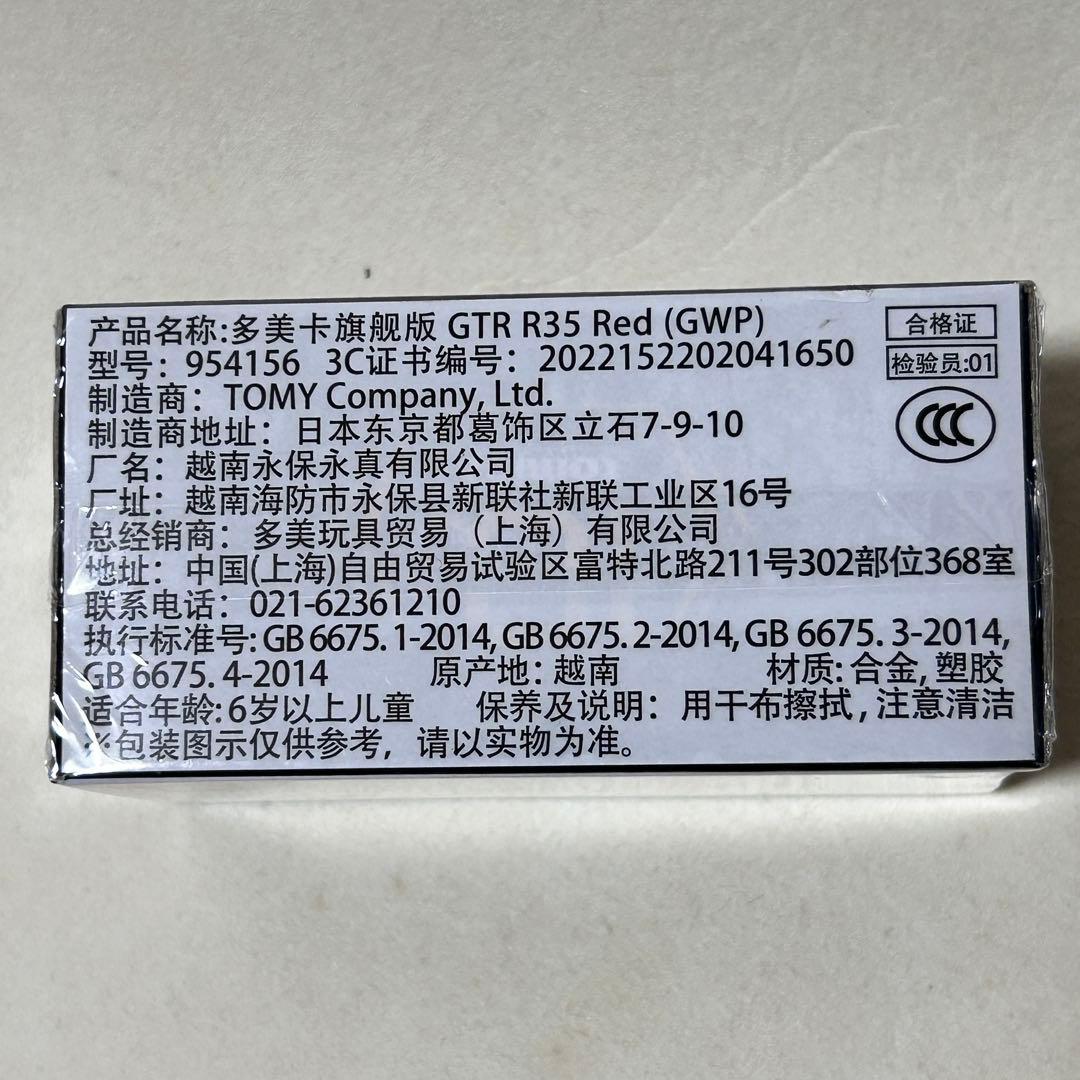 产品名称:多美卡旗舰版 GTR R35 Red (GWP)
合格证
型号：954156 3C证书编号：2022152202041650
检验员:01
制造商：TOMY Company, Ltd.
CCC
制造商地址：日本东京都葛饰区立石7-9-10
厂名：越南永保永真有限公司
厂址：越南海防市永保县新联社新联工业区16号
总经销商：多美玩具贸易（上海）有限公司
地址：中国(上海)自由贸易试验区富特北路211号302部位368室
联系电话：021-62361210
执行标准号: GB 6675. 1-2014, GB 6675. 2-2014, GB 6675. 3-2014,
GB 6675. 4-2014 原产地: 越南 材质: 合金, 塑胶
适合年龄: 6岁以上儿童 保养及说明：用干布擦拭, 注意清洁
※包装图示仅供参考，请以实物为准。